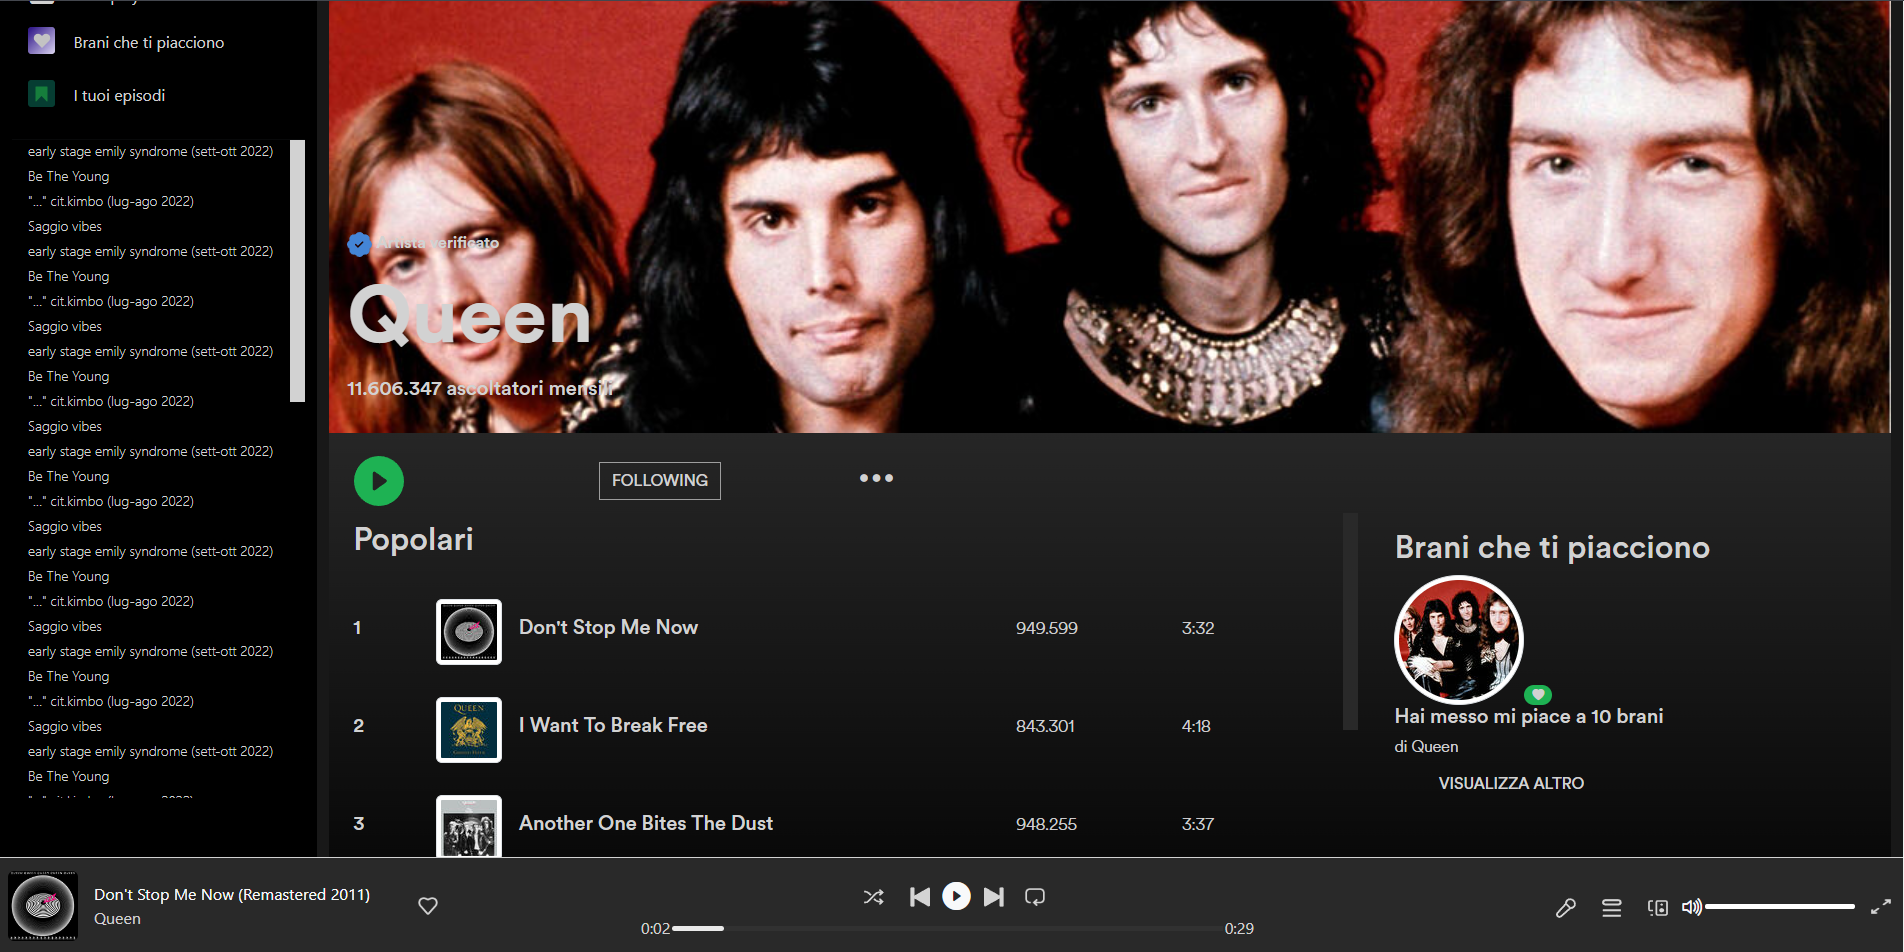 Brani che ti piacciono
I tuoi episodi
early stage emily syndrome (sett-ott 2022)
Be The Young
"..." cit.kimbo (lug-ago 2022)
Saggio vibes
early stage emily syndrome (sett-ott 2022)
Be The Young
"..." cit.kimbo (lug-ago 2022)
Saggio vibes
early stage emily syndrome (sett-ott 2022)
Be The Young
"..." cit.kimbo (lug-ago 2022)
Saggio vibes
early stage emily syndrome (sett-ott 2022)
Be The Young
"..." cit.kimbo (lug-ago 2022)
Saggio vibes
early stage emily syndrome (sett-ott 2022)
Be The Young
"..." cit.kimbo (lug-ago 2022)
Saggio vibes
early stage emily syndrome (sett-ott 2022)
Be The Young
"..." cit.kimbo (lug-ago 2022)
Saggio vibes
early stage emily syndrome (sett-ott 2022)
Be The Young
Artista verificato
Queen
11.606.347 ascoltatori mensili
FOLLOWING
Popolari
1 Don't Stop Me Now 949.599 3:32
2 I Want To Break Free 843.301 4:18
3 Another One Bites The Dust 948.255 3:37
QUEEN
Brani che ti piacciono
Hai messo mi piace a 10 brani
di Queen
VISUALIZZA ALTRO
Don't Stop Me Now (Remastered 2011)
Queen
0:02
0:29